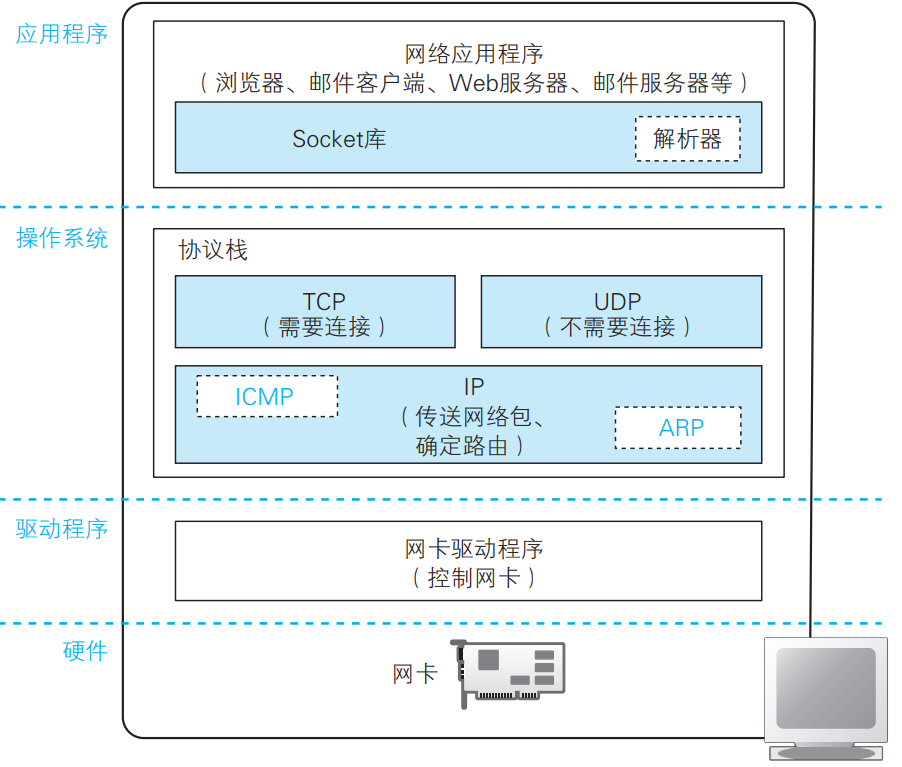 应用程序
网络应用程序
（浏览器、邮件客户端、Web服务器、邮件服务器等）
Socket库
解析器
操作系统
协议栈
TCP
（需要连接）
UDP
（不需要连接）
ICMP
IP
（传送网络包、
确定路由）
ARP
驱动程序
网卡驱动程序
（控制网卡）
硬件
网卡